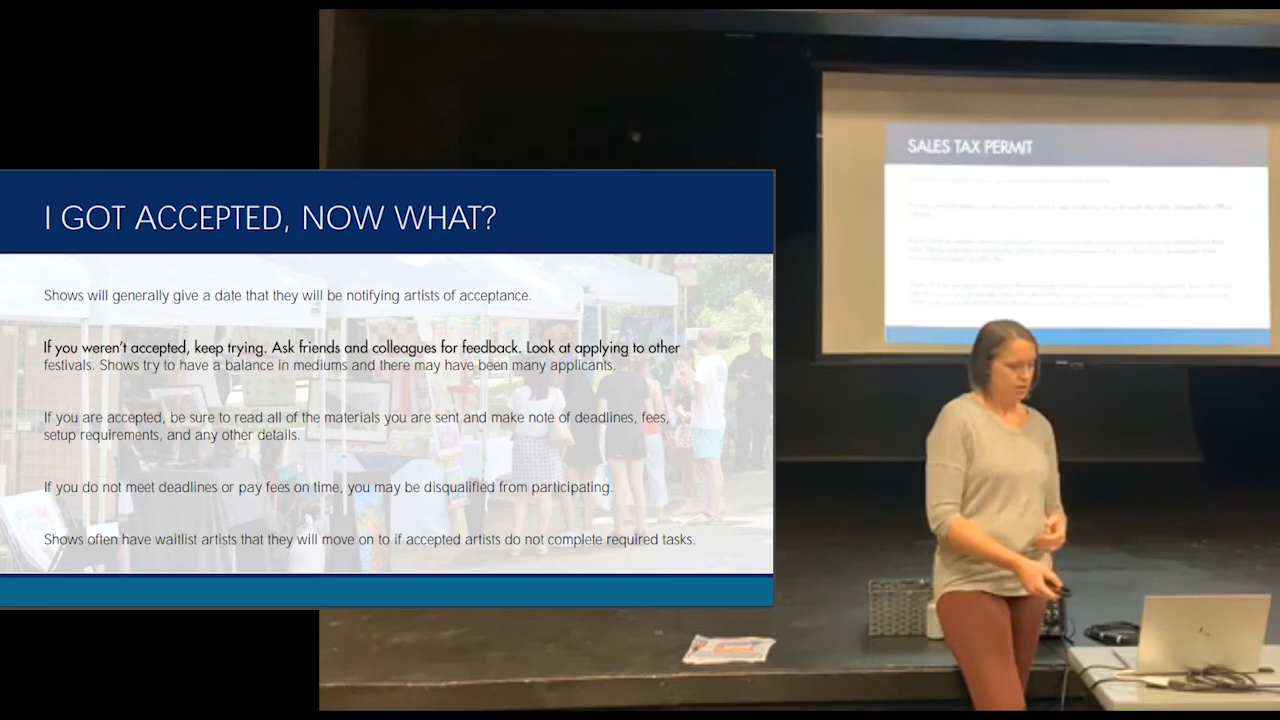 I GOT ACCEPTED, NOW WHAT?
Shows will generally give a date that they will be notifying artists of acceptance.
If you weren't accepted, keep trying. Ask friends and colleagues for feedback. Look at applying to other
festivals. Shows try to have a balance in mediums and there may have been many applicants.
If you are accepted, be sure to read all of the materials you are sent and make note of deadlines, fees,
setup requirements, and any other details.
If you do not meet deadlines or pay fees on time, you may be disqualified from participating.
Shows often have waitlist artists that they will move on to if accepted artists do not complete required tasks.
SALES TAX PERMIT